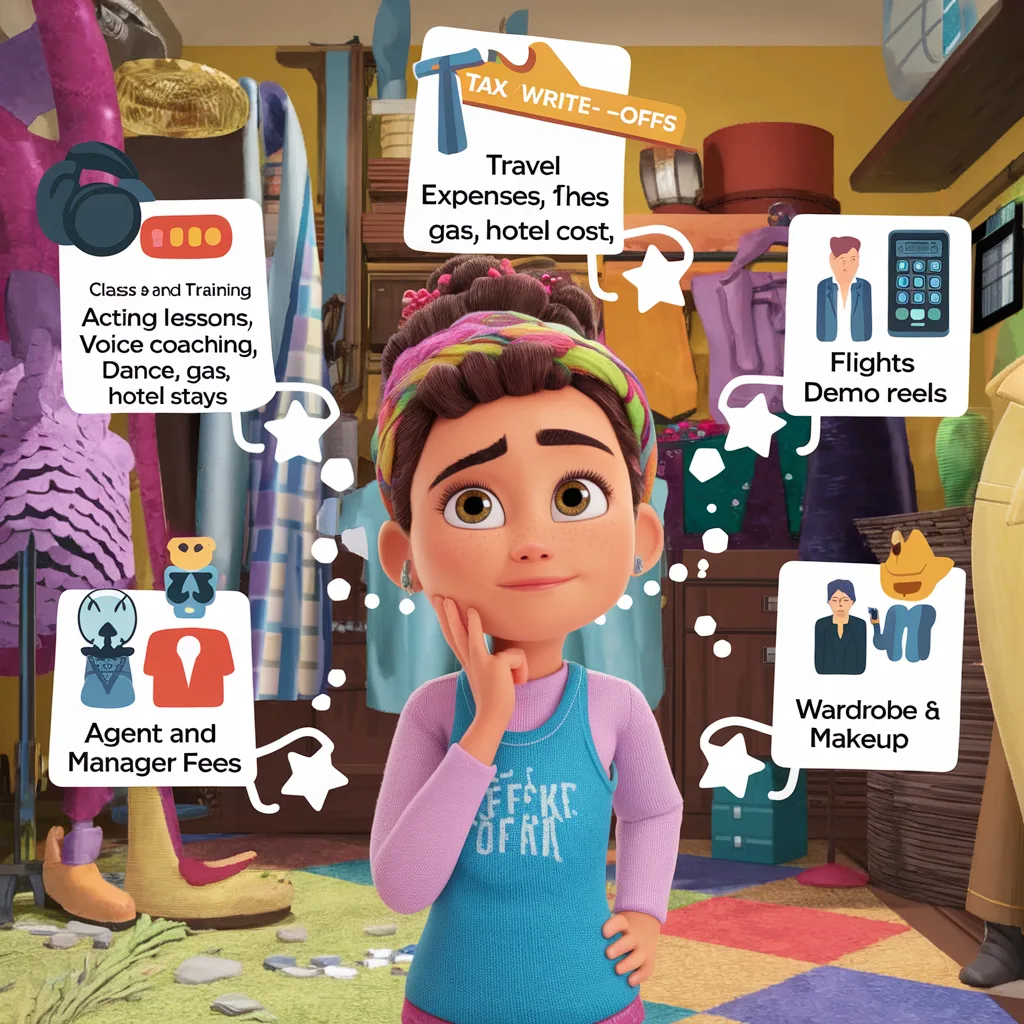 TAX WRITE- -OFFS
Travel
Expenses,
gas, hotel cost,
Class s and Training
Acting lessons,
Voice coaching,
Dance, gas,
hotel stays
Flights
Demo reels
Agent and
Manager Fees
Wardrobe &
Makeup